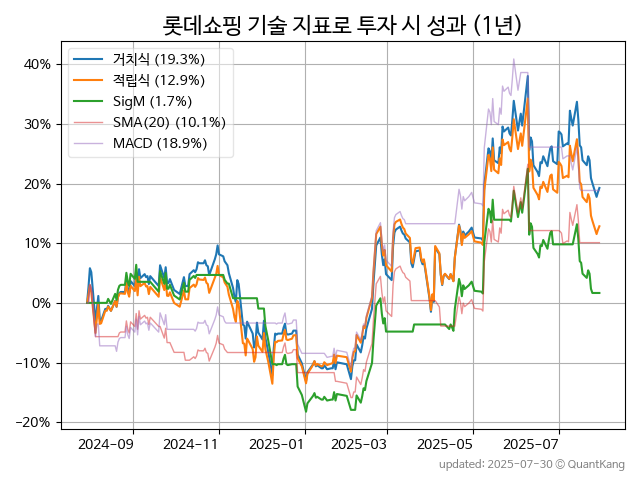 롯데쇼핑 기술 지표로 투자 시 성과 (1년)
거치식 (19.3%)
적립식 (12.9%)
SigM (1.7%)
SMA(20) (10.1%)
MACD (18.9%)
40%
30%
20%
10%
0%
−10%
−20%
2024-09
2024-11
2025-01
2025-03
2025-05
2025-07
updated: 2025-07-30 © QuantKang